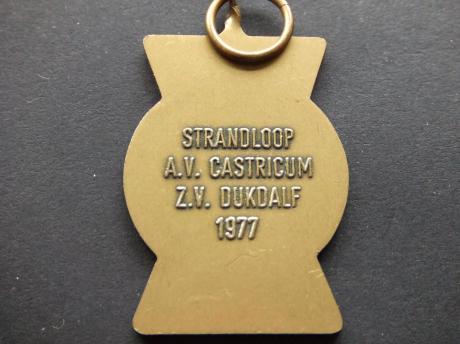 STRANDLOOP
A.V. CASTRICUM
Z.V. DUKDALF
1977